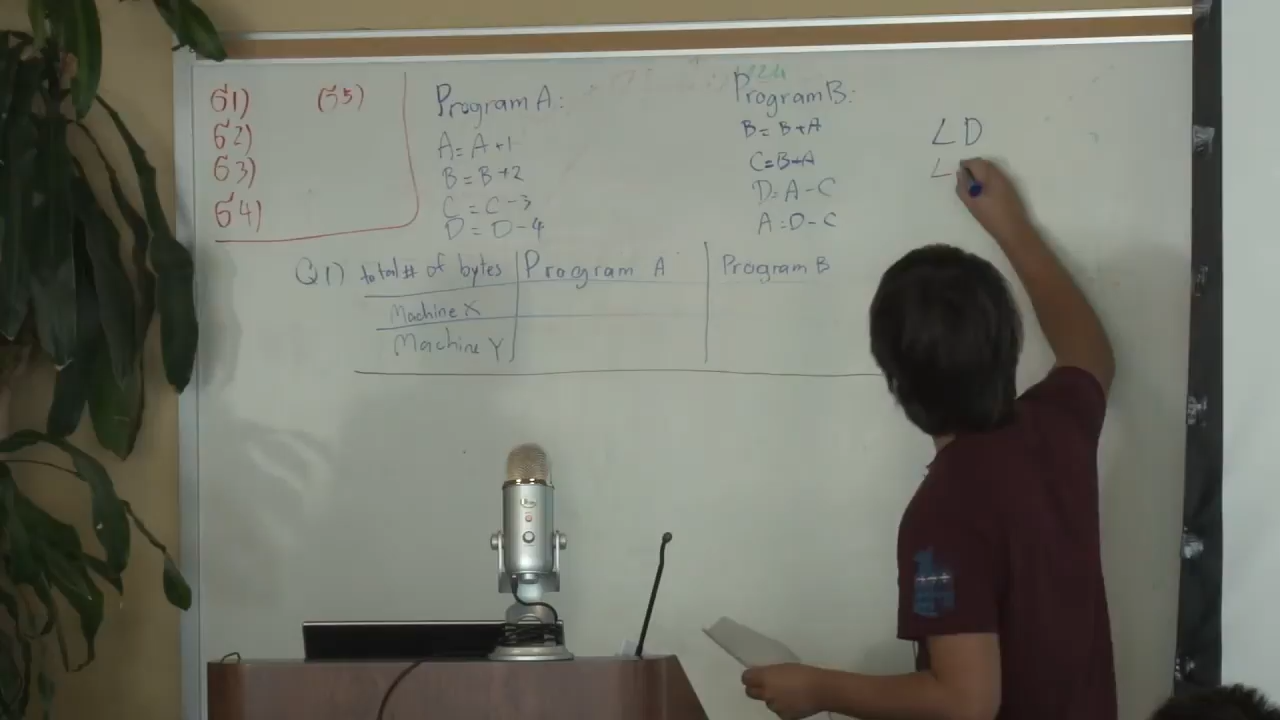 61) (55)
62)
63)
64)
Program A:
A= A+1
B= B+2
C = C-3
D = D-4
Program B:
B= B+A
C=B+A
D=A-C
A=D-C
LD
L
Q1) total # of bytes Program A Program B
Machine X
Machine Y